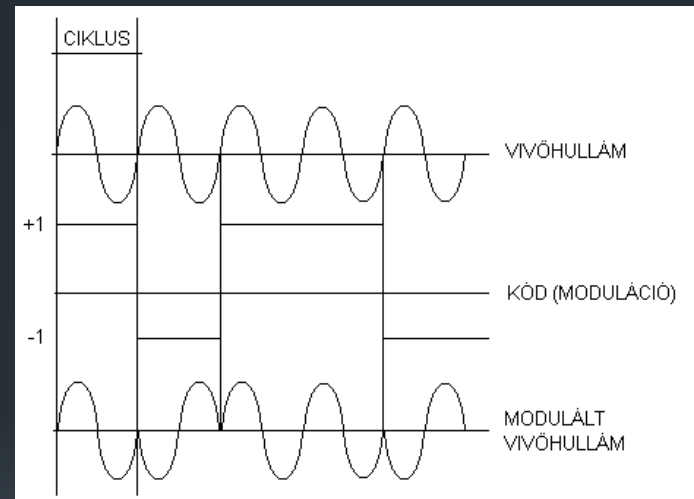 CIKLUS
VIVŐHULLÁM
+1
KÓD (MODULÁCIÓ)
-1
MODULÁLT
VIVŐHULLÁM